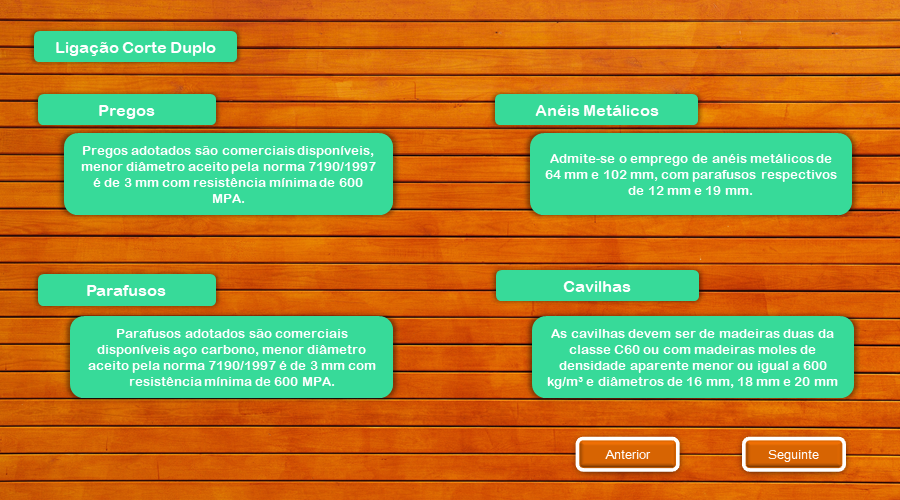 Ligação Corte Duplo
Pregos
Pregos adotados são comerciais disponíveis,
menor diâmetro aceito pela norma 7190/1997
é de 3 mm com resistência mínima de 600
MPA.
Anéis Metálicos
Admite-se o emprego de anéis metálicos de
64 mm e 102 mm, com parafusos respectivos
de 12 mm e 19 mm.
Parafusos
Parafusos adotados são comerciais
disponíveis aço carbono, menor diâmetro
aceito pela norma 7190/1997 é de 3 mm com
resistência mínima de 600 MPA.
Cavilhas
As cavilhas devem ser de madeiras duas da
classe C60 ou com madeiras moles de
densidade aparente menor ou igual a 600
kg/m³ e diâmetros de 16 mm, 18 mm e 20 mm
Anterior
Seguinte